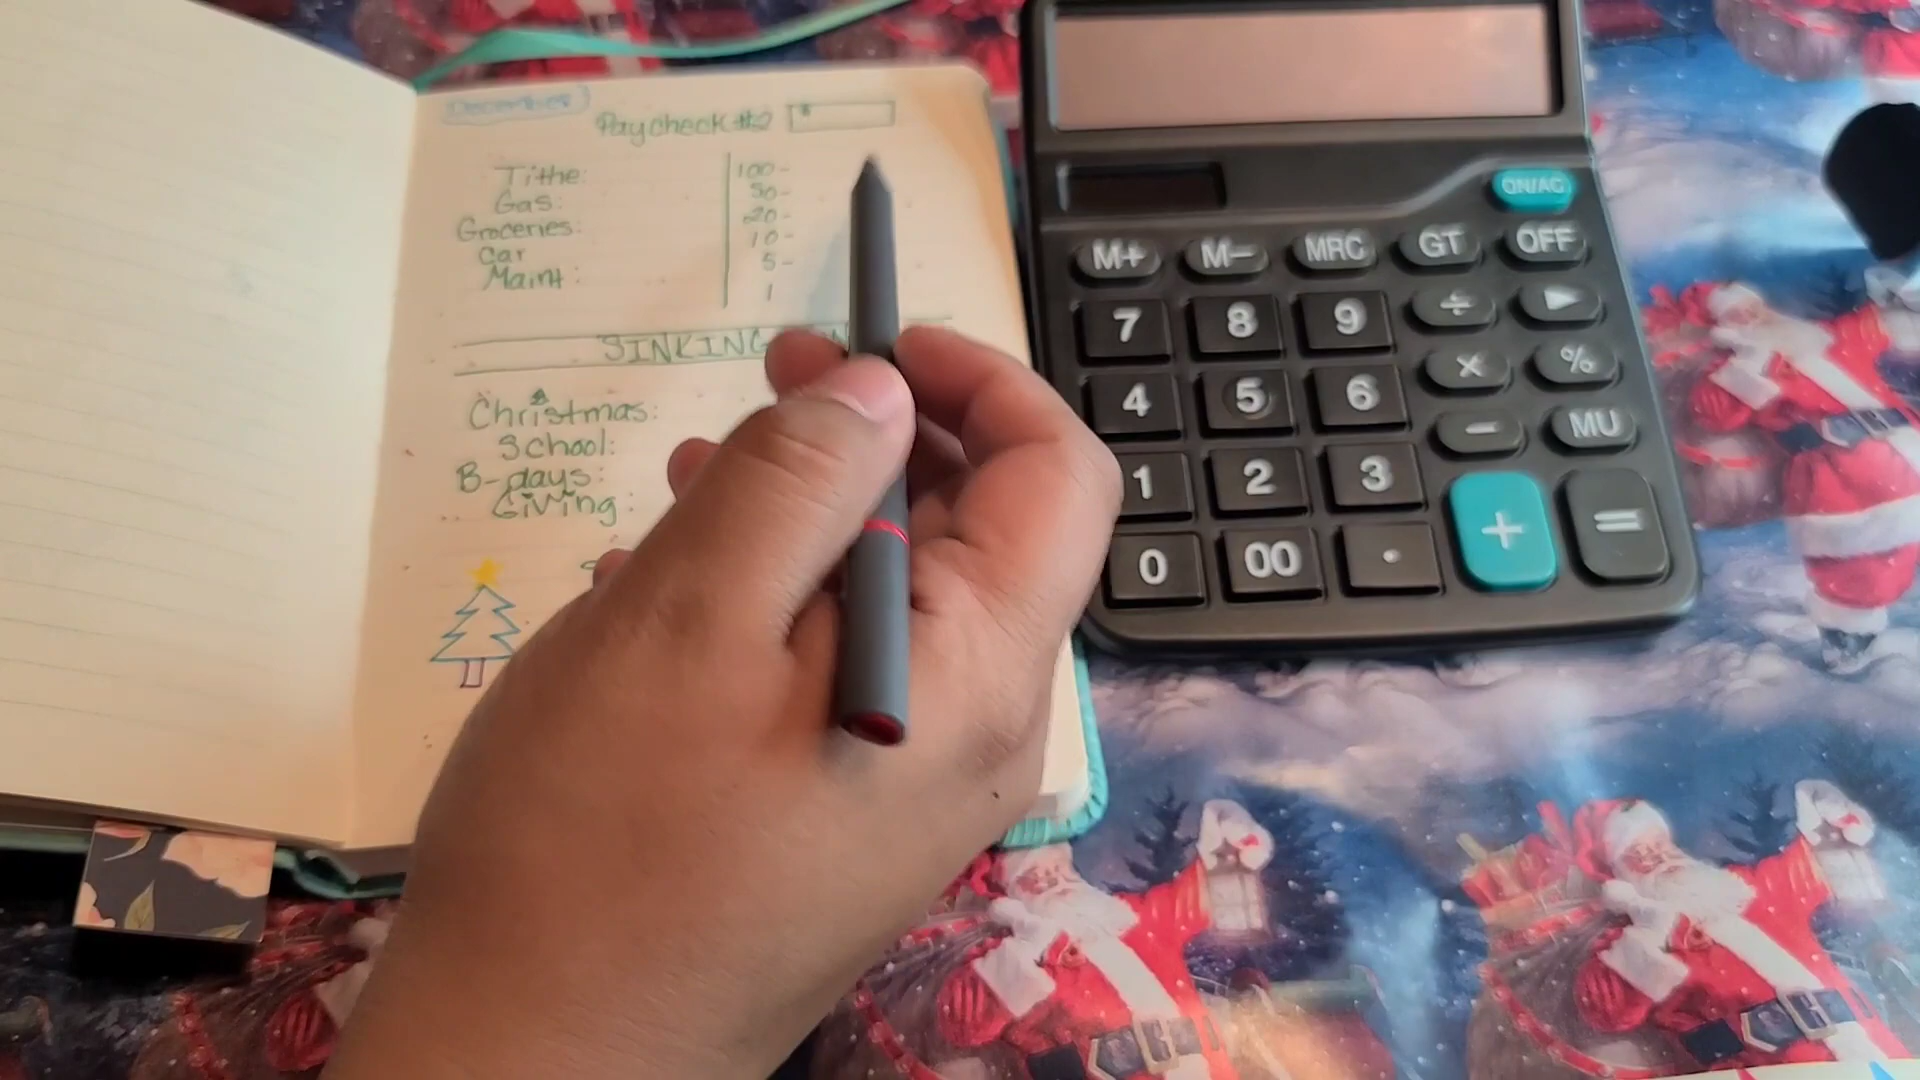 December
Paycheck #2 $
Tithe:
Gas:
Groceries:
Car
Maint:
100-
50-
20-
10-
5-
1
SINKING
Christmas:
School:
B-days:
Giving:
ON/AC
M+ M- MRC GT OFF
7 8 9 ÷ ▶
4 5 6 × %
1 2 3 - MU
0 00 . + =